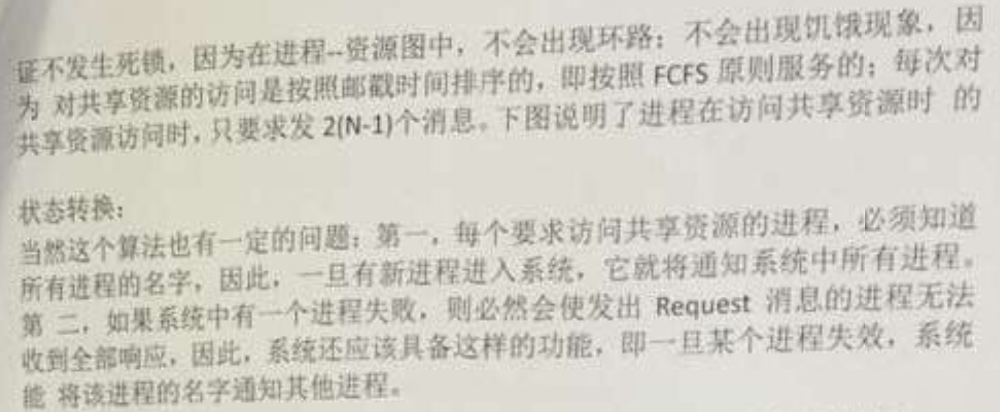 证不发生死锁，因为在进程--资源图中，不会出现环路；不会出现饥饿现象，因
为 对共享资源的访问是按照邮戳时间排序的，即按照 FCFS 原则服务的；每次对
共享资源访问时，只要求发 2(N-1)个消息。下图说明了进程在访问共享资源时 的
状态转换：
当然这个算法也有一定的问题：第一，每个要求访问共享资源的进程，必须知道
所有进程的名字，因此，一旦有新进程进入系统，它就将通知系统中所有进程。
第 二，如果系统中有一个进程失败，则必然会使发出 Request 消息的进程无法
收到全部响应，因此，系统还应该具备这样的功能，即一旦某个进程失效，系统
能 将该进程的名字通知其他进程。